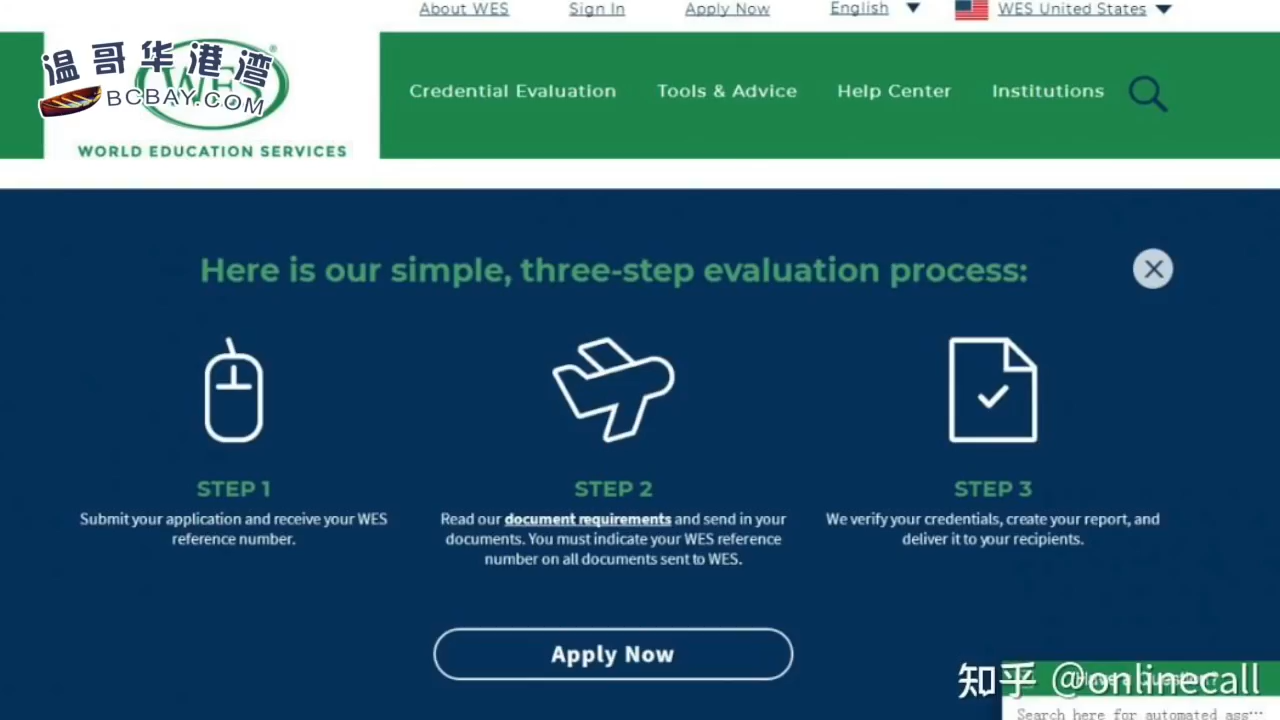 About WES
Sign In
Apply Now
English
WES United States
温哥华港湾
BCBAY.COM
WES
WORLD EDUCATION SERVICES
Credential Evaluation
Tools & Advice
Help Center
Institutions
Here is our simple, three-step evaluation process:
STEP 1
Submit your application and receive your WES
reference number.
STEP 2
Read our document requirements and send in your
documents. You must indicate your WES reference
number on all documents sent to WES.
STEP 3
We verify your credentials, create your report, and
deliver it to your recipients.
Apply Now
知乎 @onlinecall
Have a Question?
Search here for automated ass…